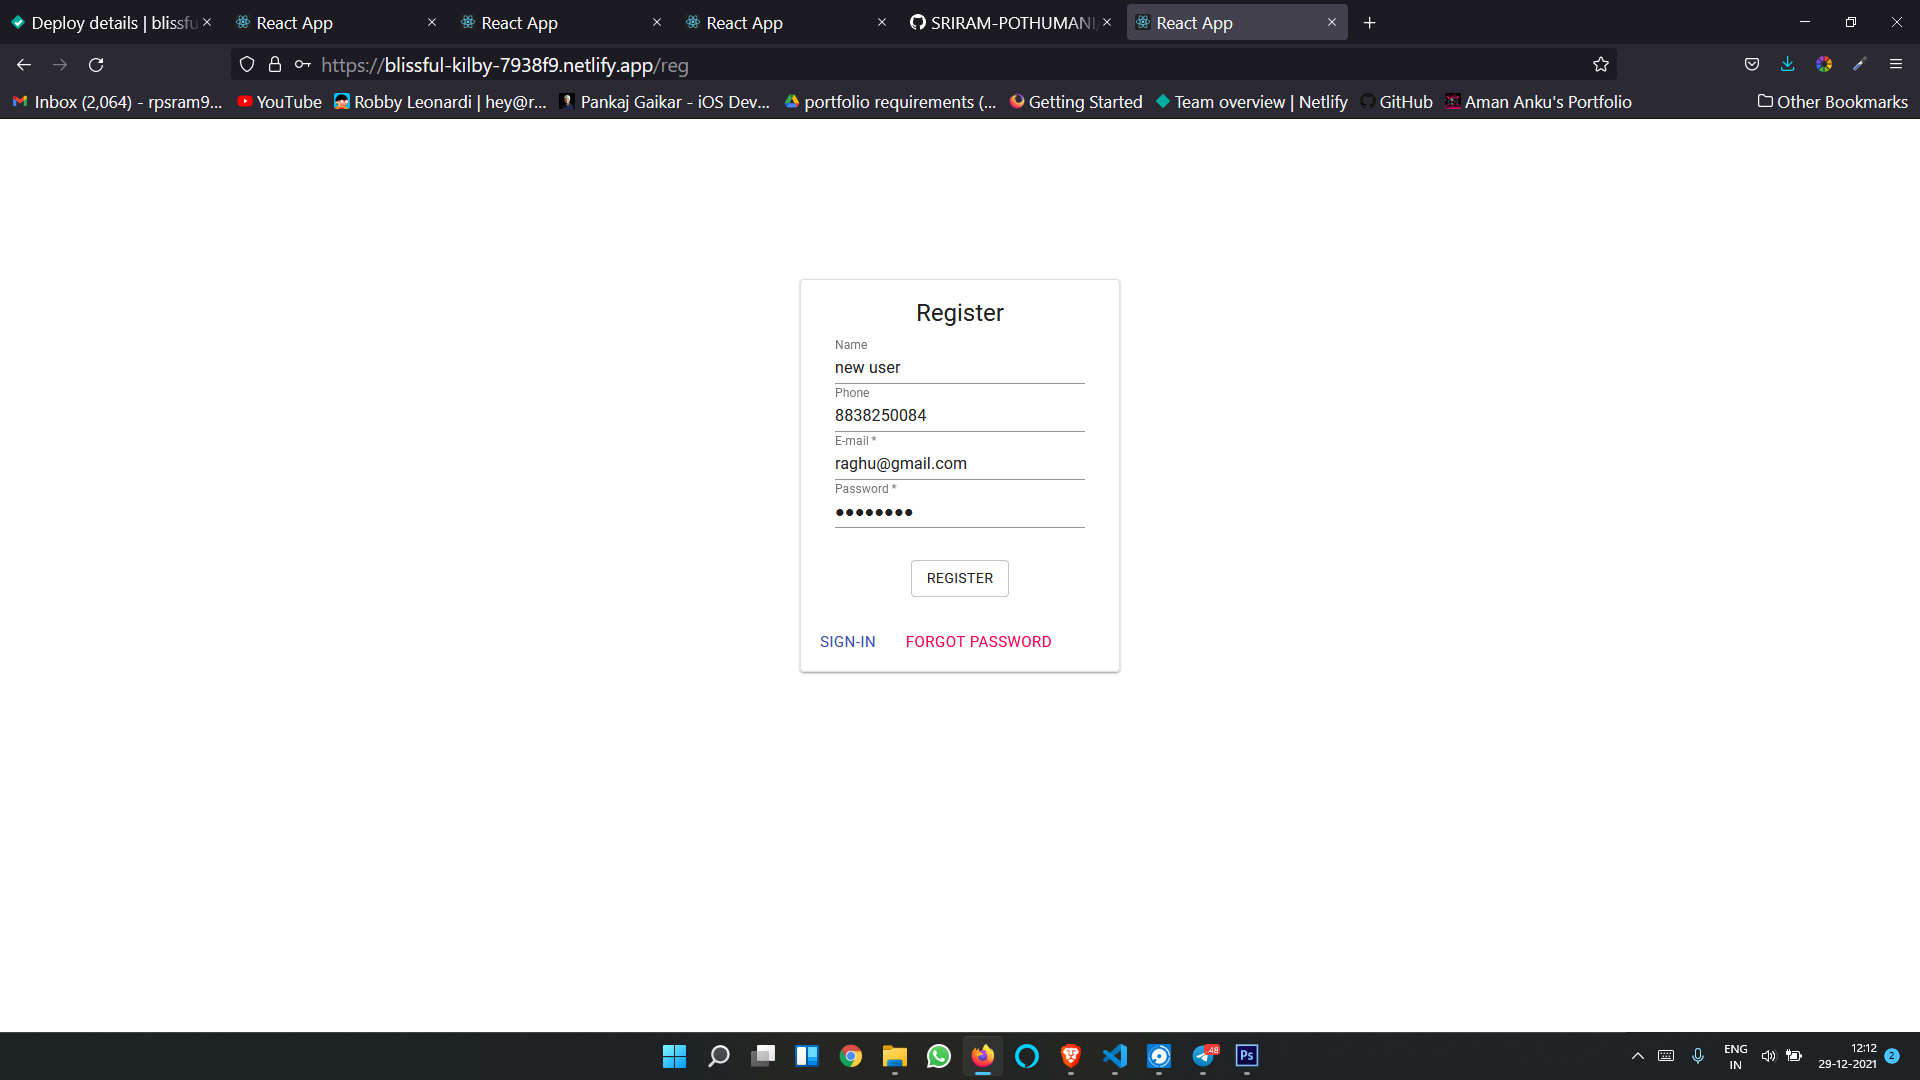 Deploy details | blissfu
React App
React App
React App
SRIRAM-POTHUMANI/
React App
https://blissful-kilby-7938f9.netlify.app/reg
Inbox (2,064) - rpsram9...
YouTube
Robby Leonardi | hey@r...
Pankaj Gaikar - iOS Dev...
portfolio requirements (...
Getting Started
Team overview | Netlify
GitHub
Aman Anku's Portfolio
Other Bookmarks
Register
Name
new user
Phone
8838250084
E-mail *
raghu@gmail.com
Password *
REGISTER
SIGN-IN FORGOT PASSWORD
48
Ps
ENG
IN
12:12
29-12-2021
2